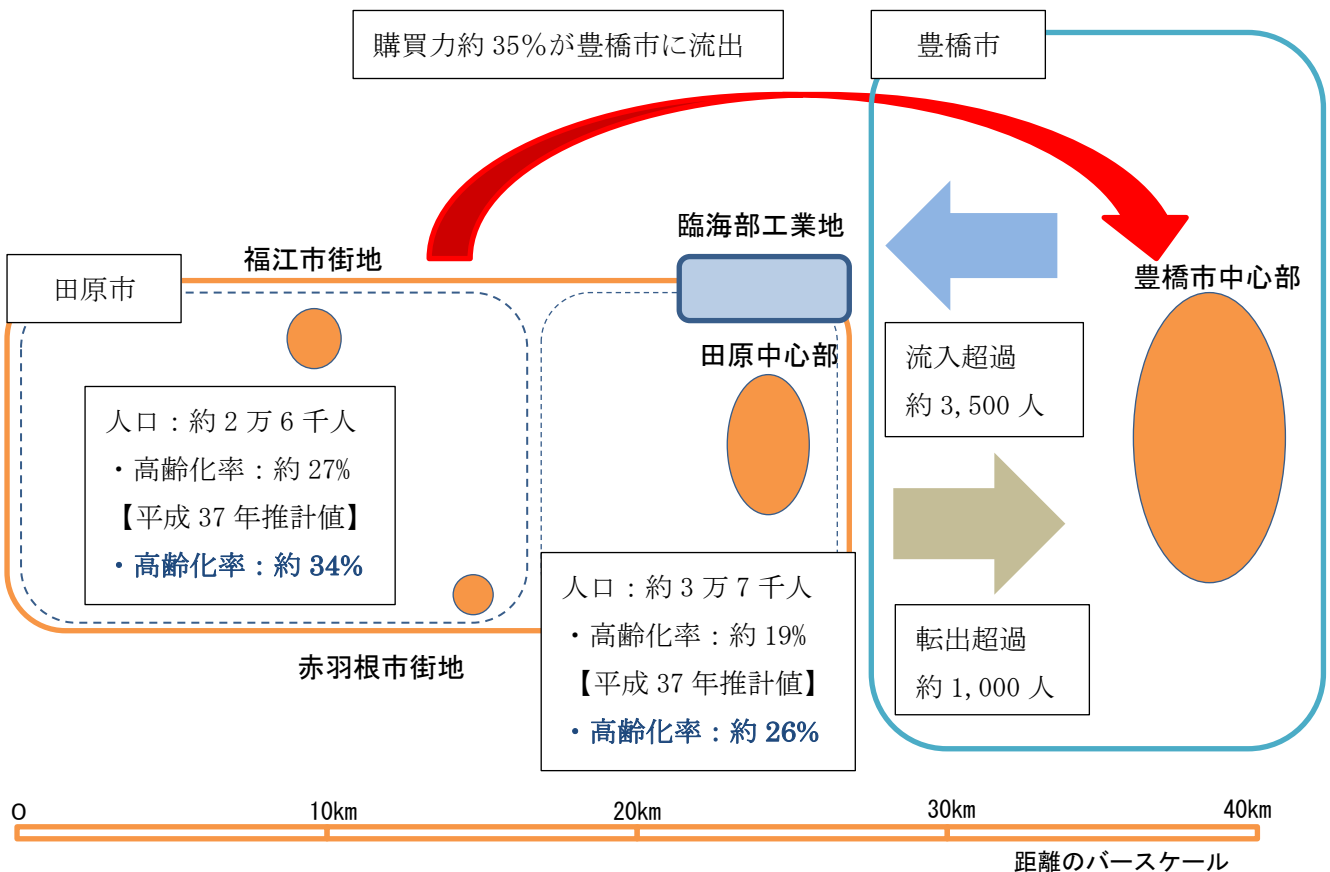 購買力約 35％が豊橋市に流出
豊橋市
臨海部工業地
福江市街地
田原市
豊橋市中心部
田原中心部
流入超過
約 3,500 人
人口：約 2 万 6 千人
・高齢化率：約 27%
【平成 37 年推計値】
・高齢化率：約 34%
人口：約 3 万 7 千人
・高齢化率：約 19%
【平成 37 年推計値】
・高齢化率：約 26%
転出超過
約 1,000 人
赤羽根市街地
0 10km 20km 30km 40km
距離のバースケール